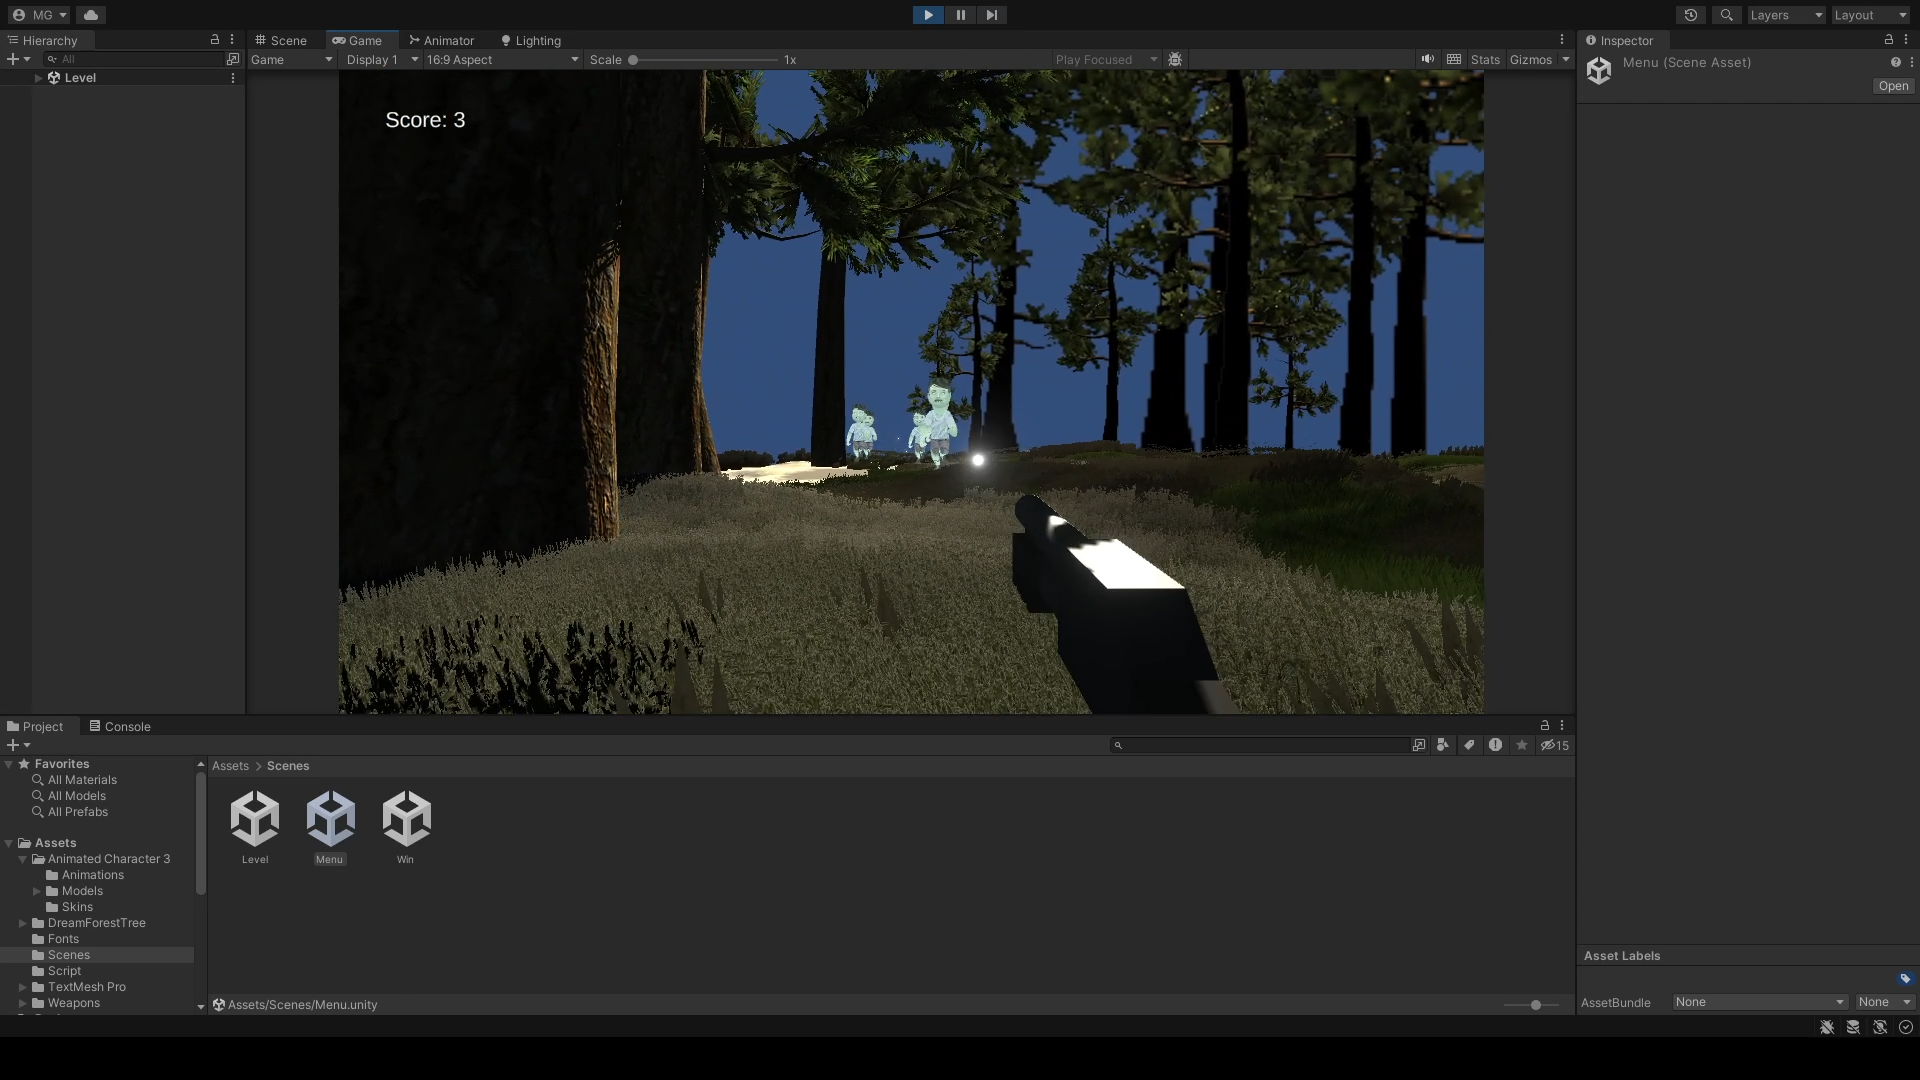 MG
Layers
Layout
Hierarchy
Scene
Game
Animator
Lighting
Inspector
All
Game
Display 1
16:9 Aspect
Scale
1x
Play Focused
Stats
Gizmos
Menu (Scene Asset)
Open
Level
Score: 3
Project
Console
15
Favorites
All Materials
All Models
All Prefabs
Assets
Animated Character 3
Animations
Models
Skins
DreamForestTree
Fonts
Scenes
Script
TextMesh Pro
Weapons
Assets > Scenes
Level
Menu
Win
Assets/Scenes/Menu.unity
Asset Labels
AssetBundle
None
None